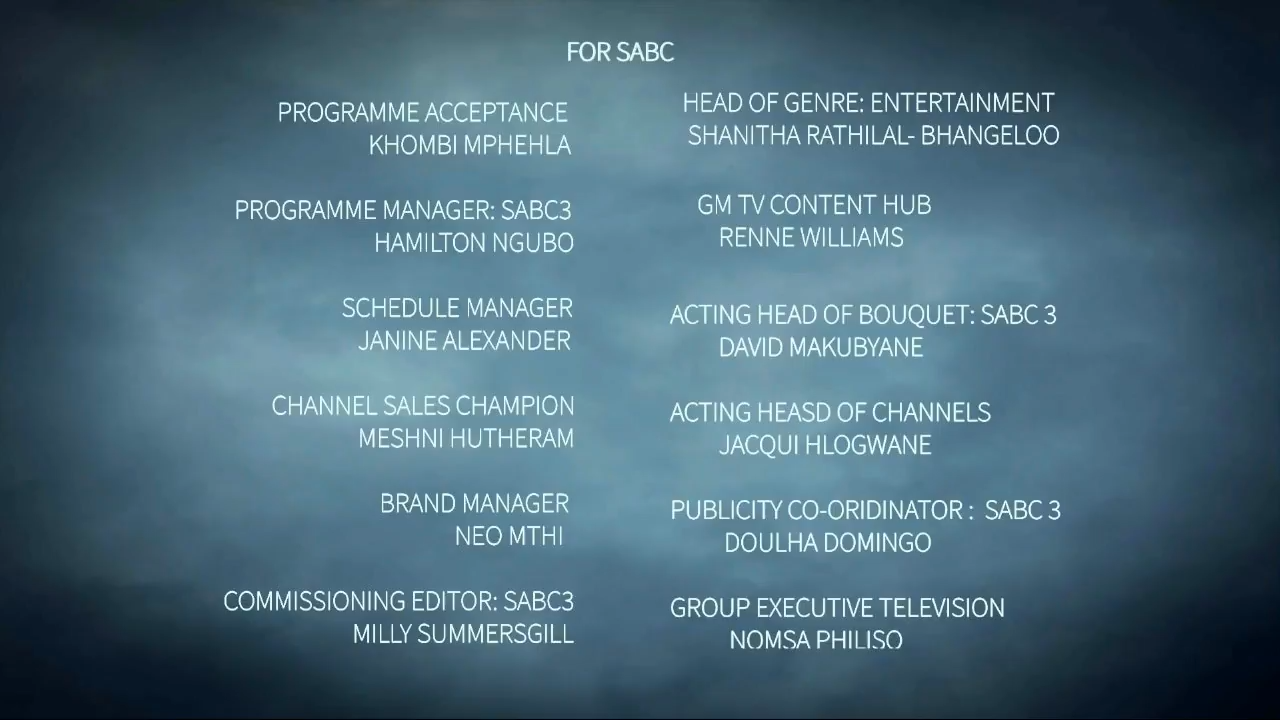 FOR SABC
PROGRAMME ACCEPTANCE
KHOMBI MPHEHLA
PROGRAMME MANAGER: SABC3
HAMILTON NGUBO
SCHEDULE MANAGER
JANINE ALEXANDER
CHANNEL SALES CHAMPION
MESHNI HUTHERAM
BRAND MANAGER
NEO MTHI
COMMISSIONING EDITOR: SABC3
MILLY SUMMERSGILL
HEAD OF GENRE: ENTERTAINMENT
SHANITHA RATHILAL- BHANGELOO
GM TV CONTENT HUB
RENNE WILLIAMS
ACTING HEAD OF BOUQUET: SABC 3
DAVID MAKUBYANE
ACTING HEASD OF CHANNELS
JACQUI HLOGWANE
PUBLICITY CO-ORIDINATOR :  SABC 3
DOULHA DOMINGO
GROUP EXECUTIVE TELEVISION
NOMSA PHILISO